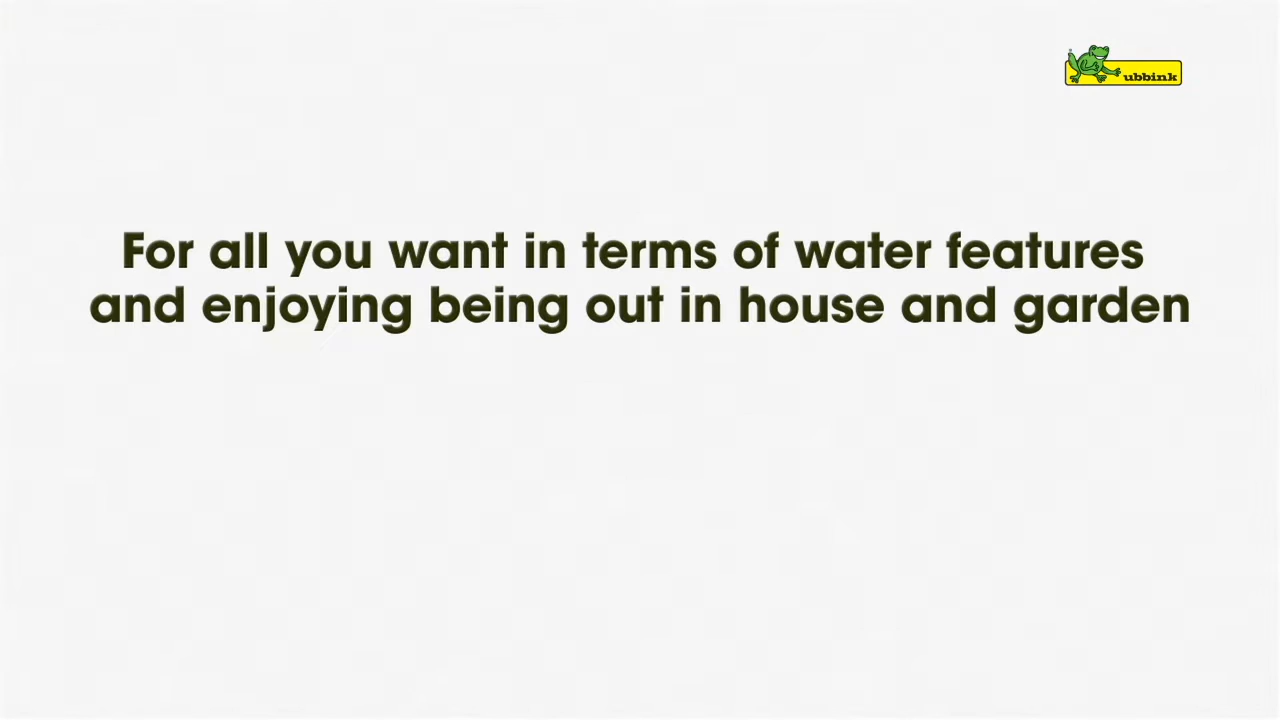 ubbink
For all you want in terms of water features
and enjoying being out in house and garden